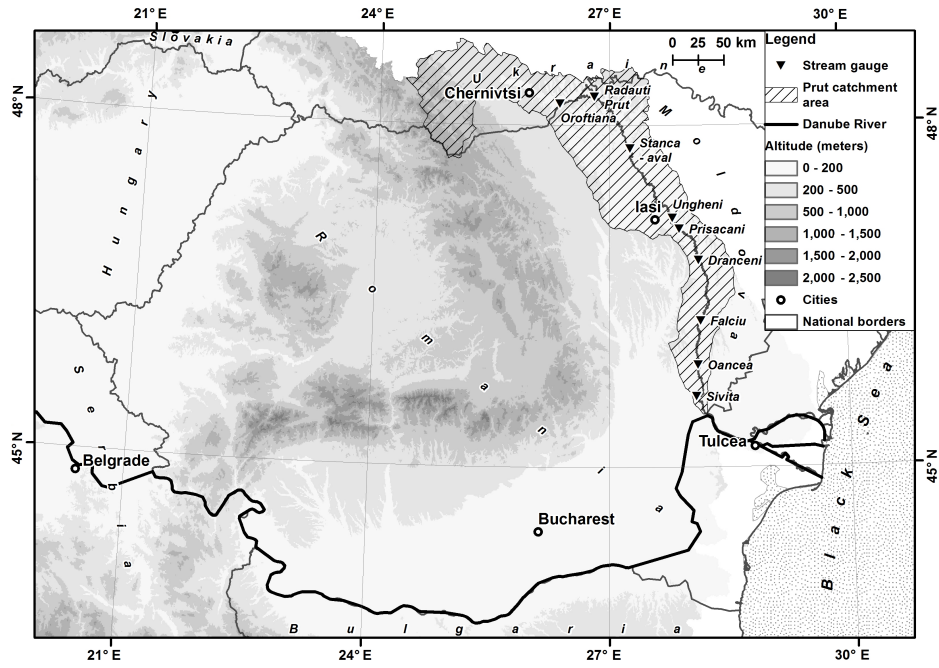 21° E 24° E 27° E 30° E
Slovakia
0 25 50 km
Legend
Stream gauge
Prut catchment
area
Danube River
Altitude (meters)
0 - 200
200 - 500
500 - 1,000
1,000 - 1,500
1,500 - 2,000
2,000 - 2,500
Cities
National borders
48° N
48° N
Ukraine
Chernivtsi
Radauti
Prut
Oroftiana
Moldova
Stanca
- aval
Hungary
Iasi
Ungheni
Prisacani
Dranceni
Romania
Falciu
Oancea
Sivita
Serbia
45° N
45° N
Belgrade
Tulcea
Bucharest
Black Sea
Bulgaria
21° E 24° E 27° E 30° E